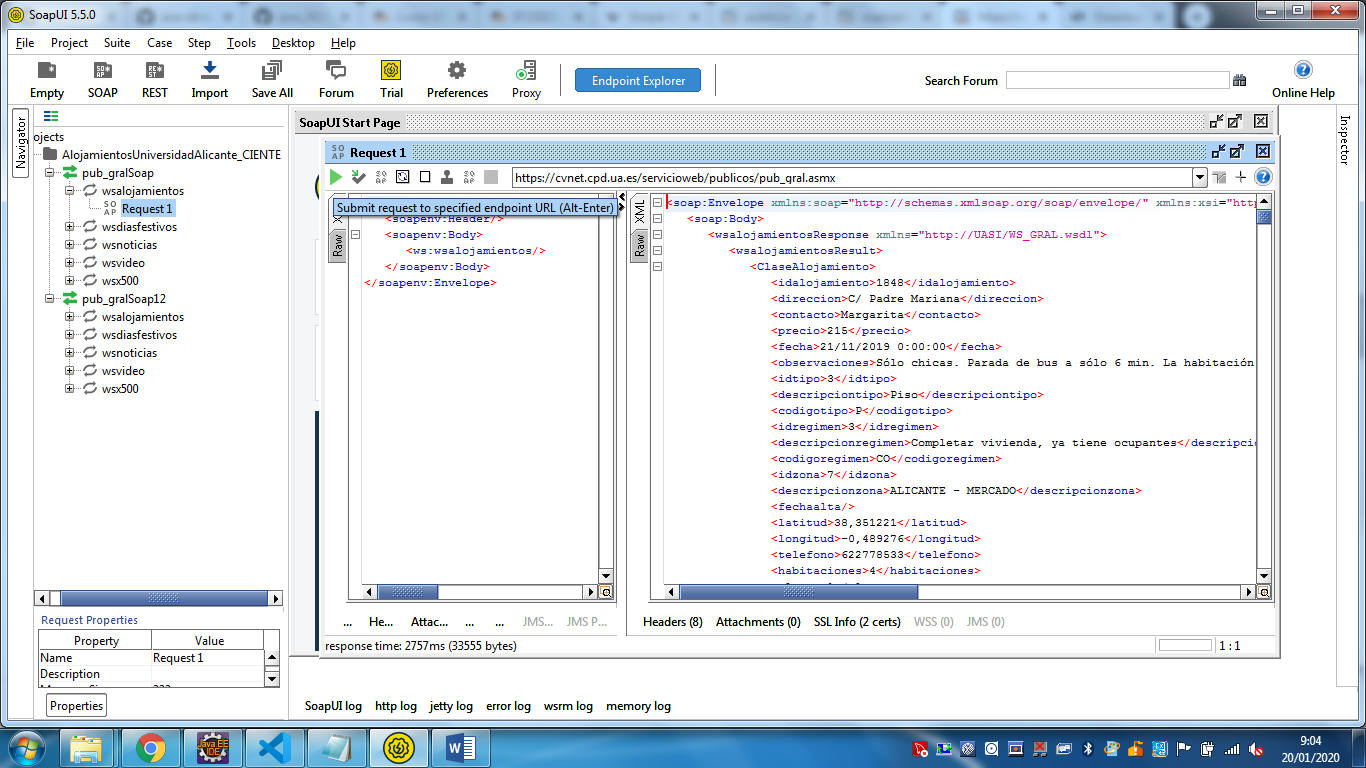 SoapUI 5.5.0
File Project Suite Case Step Tools Desktop Help
Empty SOAP REST Import Save All Forum Trial Preferences Proxy Endpoint Explorer Search Forum Online Help
Navigator
ojects
AlojamientosUniversidadAlicante_CIENTE
pub_gralSoap
wsalojamientos
SOAP Request 1
wsdiasfestivos
wsnoticias
wsvideo
wsx500
pub_gralSoap12
wsalojamientos
wsdiasfestivos
wsnoticias
wsvideo
wsx500
Request Properties
Property Value
Name Request 1
Description
Properties
SoapUI Start Page
SOAP Request 1
https://cvnet.cpd.ua.es/servicioweb/publicos/pub_gral.asmx
Submit request to specified endpoint URL (Alt-Enter)
Raw
<soapenv:Header/>
<soapenv:Body>
<ws:wsalojamientos/>
</soapenv:Body>
</soapenv:Envelope>
XML
Raw
<soap:Envelope xmlns:soap="http://schemas.xmlsoap.org/soap/envelope/" xmlns:xsi="http
<soap:Body>
<wsalojamientosResponse xmlns="http://UASI/WS_GRAL.wsdl">
<wsalojamientosResult>
<ClaseAlojamiento>
<idalojamiento>1848</idalojamiento>
<direccion>C/ Padre Mariana</direccion>
<contacto>Margarita</contacto>
<precio>215</precio>
<fecha>21/11/2019 0:00:00</fecha>
<observaciones>Sólo chicas. Parada de bus a sólo 6 min. La habitación
<idtipo>3</idtipo>
<descripciontipo>Piso</descripciontipo>
<codigotipo>P</codigotipo>
<idregimen>3</idregimen>
<descripcionregimen>Completar vivienda, ya tiene ocupantes</descripcio
<codigoregimen>CO</codigoregimen>
<idzona>7</idzona>
<descripcionzona>ALICANTE - MERCADO</descripcionzona>
<fechaalta/>
<latitud>38,351221</latitud>
<longitud>-0,489276</longitud>
<telefono>622778533</telefono>
<habitaciones>4</habitaciones>
... He... Attac... ... ... JMS... JMS P...
Headers (8) Attachments (0) SSL Info (2 certs) WSS (0) JMS (0)
response time: 2757ms (33555 bytes) 1 : 1
Inspector
SoapUI log http log jetty log error log wsrm log memory log
Java EE IDE
9:04
20/01/2020